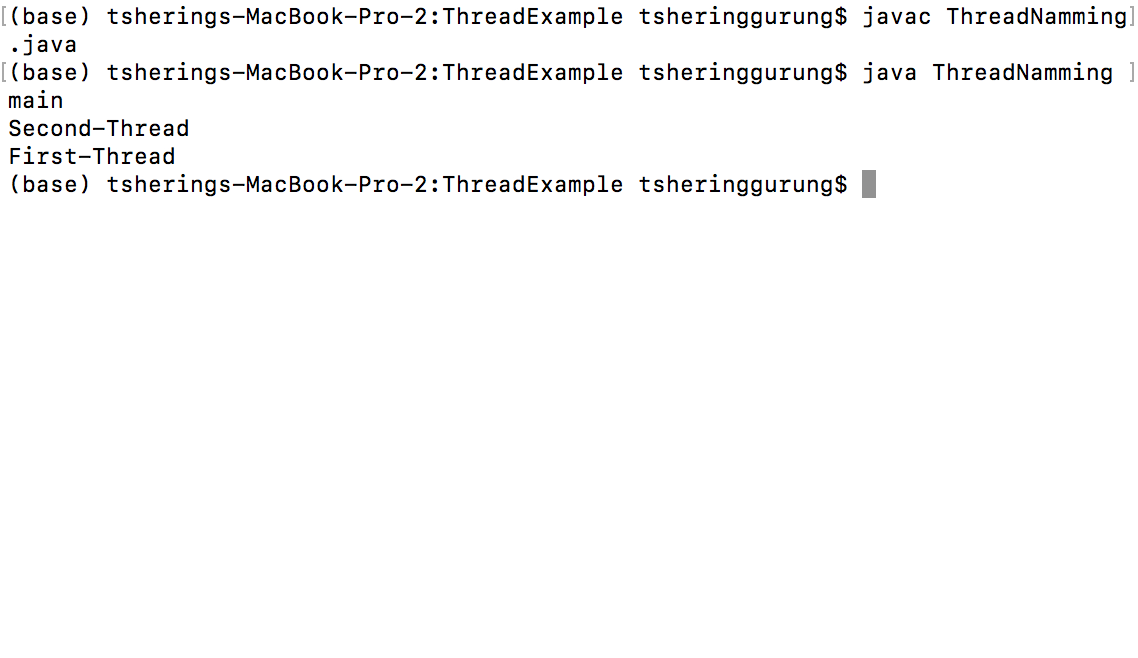 [(base) tsherings-MacBook-Pro-2:ThreadExample tsheringgurung$ javac ThreadNamming]
.java
[(base) tsherings-MacBook-Pro-2:ThreadExample tsheringgurung$ java ThreadNamming ]
main
Second-Thread
First-Thread
(base) tsherings-MacBook-Pro-2:ThreadExample tsheringgurung$